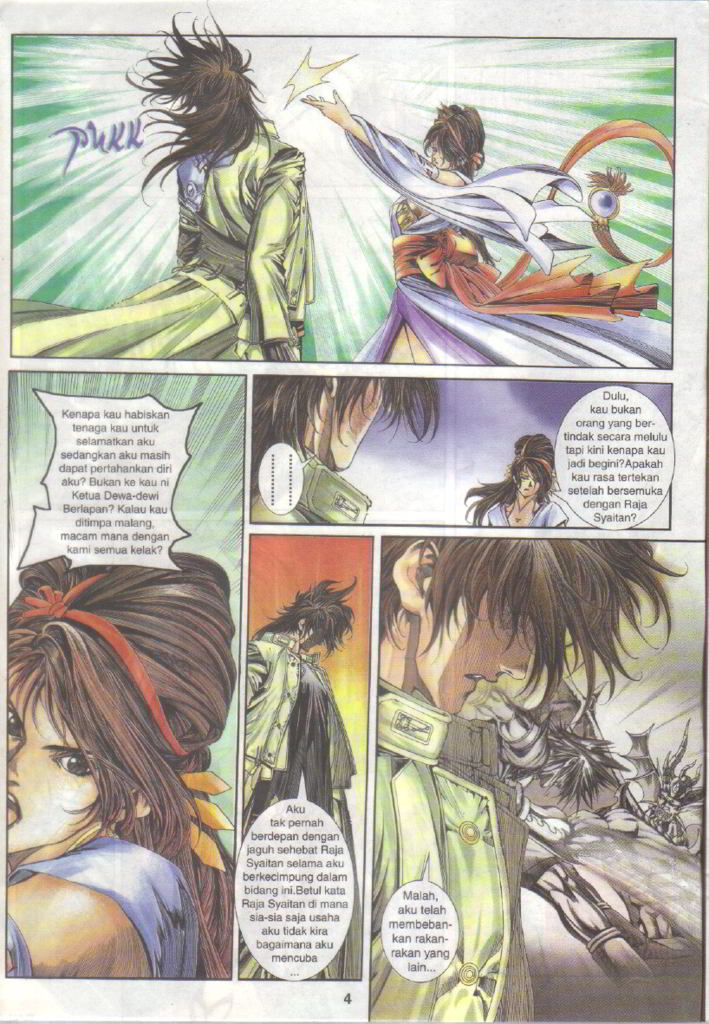 PUKK
Kenapa kau habiskan
tenaga kau untuk
selamatkan aku
sedangkan aku masih
dapat pertahankan diri
aku? Bukan ke kau ni
Ketua Dewa-dewi
Berlapan? Kalau kau
ditimpa malang,
macam mana dengan
kami semua kelak?
Dulu,
kau bukan
orang yang ber-
tindak secara melulu
tapi kini kenapa kau
jadi begini?Apakah
kau rasa tertekan
setelah bersemuka
dengan Raja
Syaitan?
Aku
tak pernah
berdepan dengan
jaguh sehebat Raja
Syaitan selama aku
berkecimpung dalam
bidang ini.Betul kata
Raja Syaitan di mana
sia-sia saja usaha
aku tidak kira
bagaimana aku
mencuba
...
Malah,
aku telah
membeban-
kan rakan-
rakan yang
lain...
4